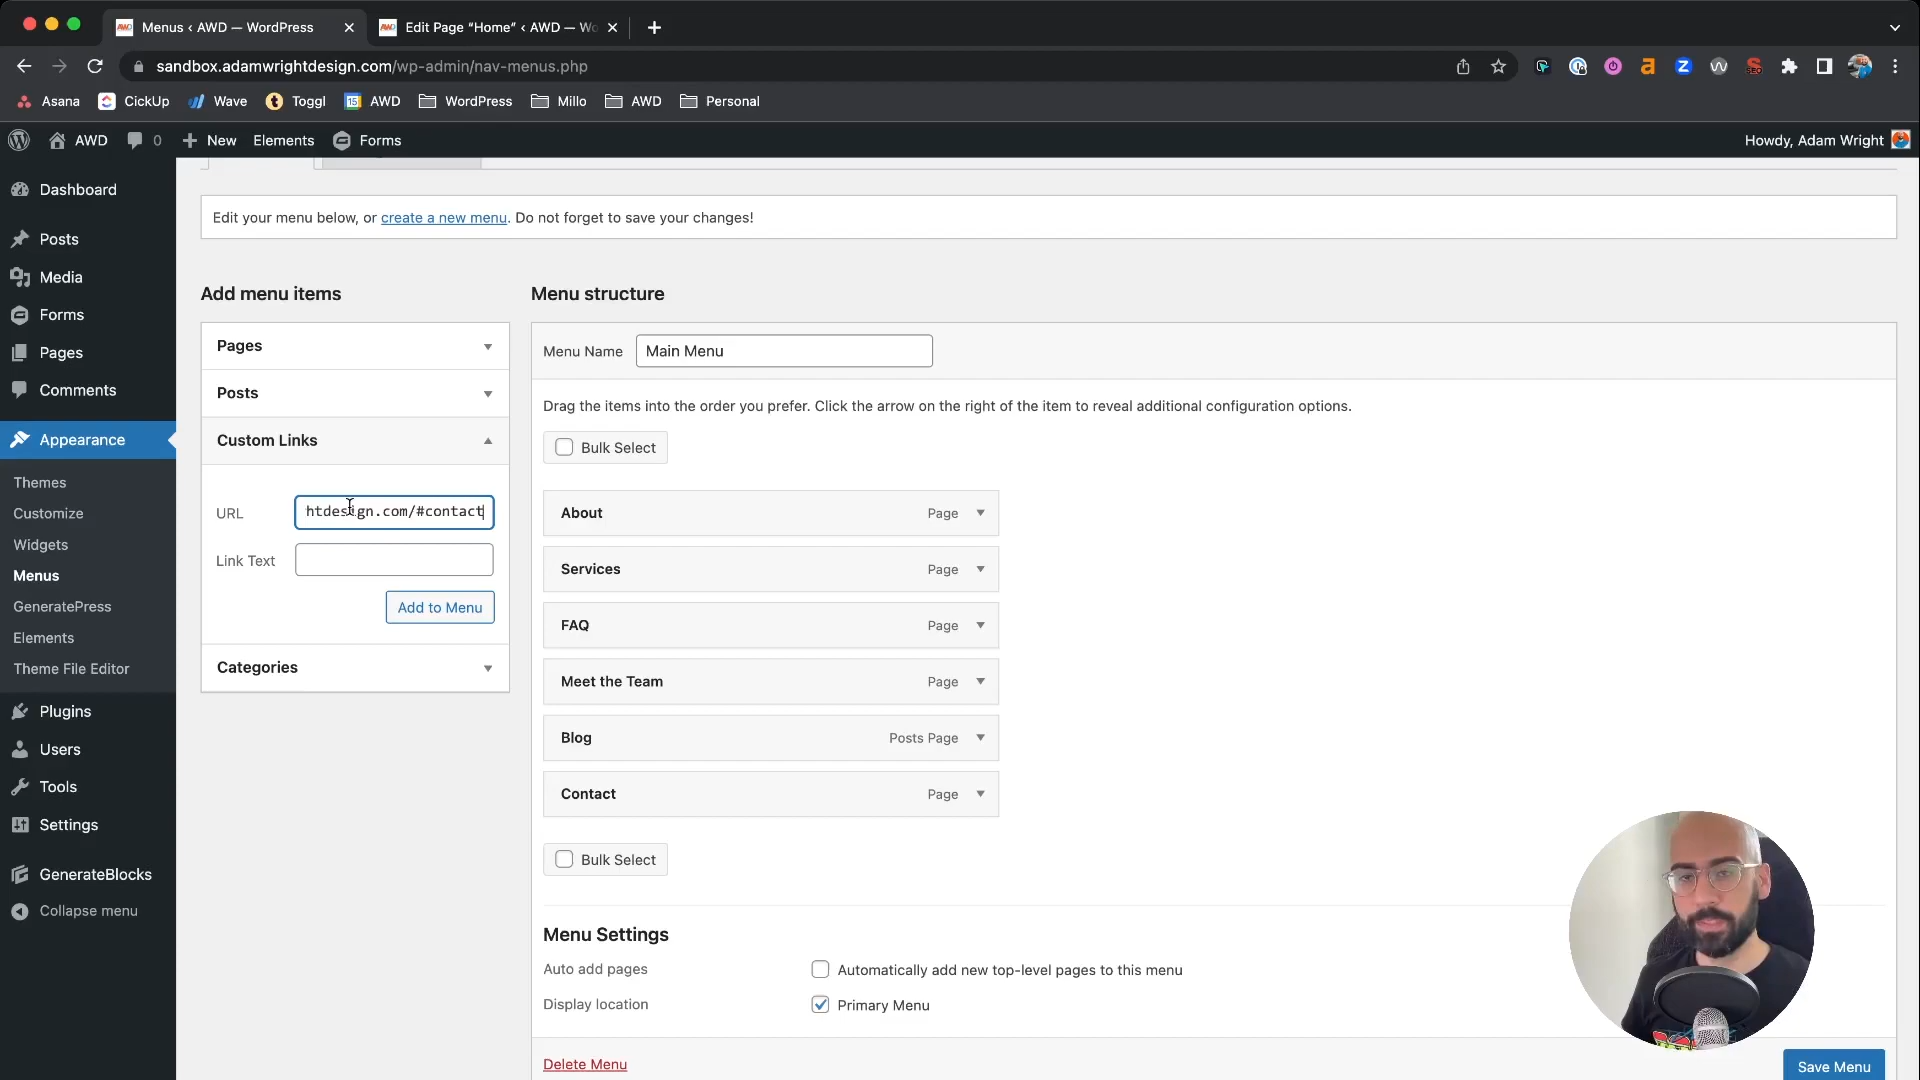 Menus ‹ AWD — WordPress
Edit Page “Home” ‹ AWD — Wo
sandbox.adamwrightdesign.com/wp-admin/nav-menus.php
Asana
CickUp
Wave
Toggl
15
AWD
WordPress
Millo
AWD
Personal
AWD
0
New
Elements
Forms
Howdy, Adam Wright
Dashboard
Posts
Media
Forms
Pages
Comments
Appearance
Themes
Customize
Widgets
Menus
GeneratePress
Elements
Theme File Editor
Plugins
Users
Tools
Settings
GenerateBlocks
Collapse menu
Edit your menu below, or create a new menu. Do not forget to save your changes!
Add menu items
Pages
Posts
Custom Links
URL
htdesign.com/#contact
Link Text
Add to Menu
Categories
Menu structure
Menu Name
Main Menu
Drag the items into the order you prefer. Click the arrow on the right of the item to reveal additional configuration options.
Bulk Select
About
Page
Services
Page
FAQ
Page
Meet the Team
Page
Blog
Posts Page
Contact
Page
Bulk Select
Menu Settings
Auto add pages
Automatically add new top-level pages to this menu
Display location
Primary Menu
Delete Menu
Save Menu